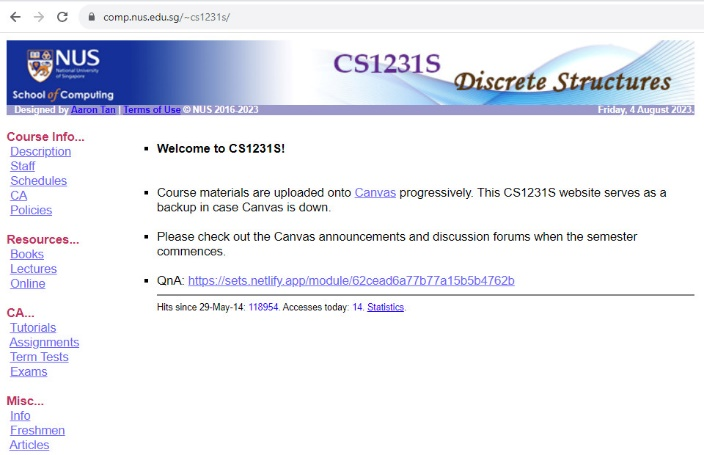 comp.nus.edu.sg/~cs1231s/
NUS
National University
of Singapore
School of Computing
CS1231S
Discrete Structures
Designed by Aaron Tan | Terms of Use © NUS 2016-2023
Friday, 4 August 2023.
Course Info...
Description
Staff
Schedules
CA
Policies
Resources...
Books
Lectures
Online
CA...
Tutorials
Assignments
Term Tests
Exams
Misc...
Info
Freshmen
Articles
Welcome to CS1231S!
Course materials are uploaded onto Canvas progressively. This CS1231S website serves as a
backup in case Canvas is down.
Please check out the Canvas announcements and discussion forums when the semester
commences.
QnA: https://sets.netlify.app/module/62cead6a77b77a15b5b4762b
Hits since 29-May-14: 118954. Accesses today: 14. Statistics.